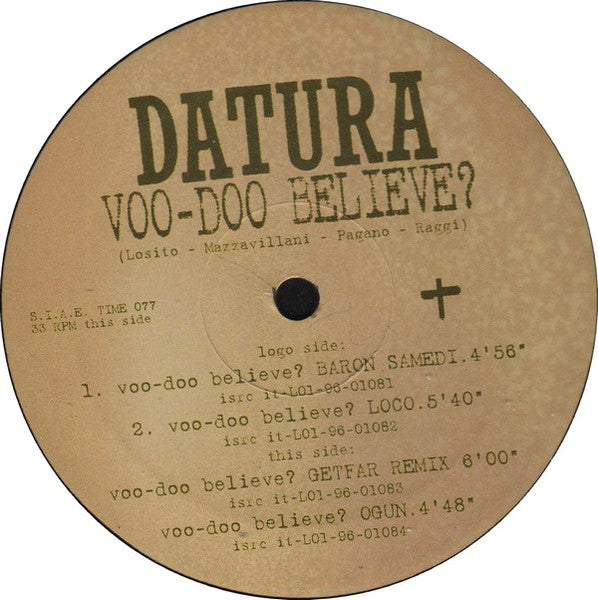 DATURA
VOO-DOO BELIEVE?
(Losito - Mazzavillani - Pagano - Raggi)
S.I.A.E. TIME 077
33 RPM this side
logo side:
1. voo-doo believe? BARON SAMEDI.4'56"
isrc it-L01-96-01081
2. voo-doo believe? LOCO.5'40"
isrc it-L01-96-01082
this side:
voo-doo believe? GETFAR REMIX 6'00"
isrc it-L01-96-01083
voo-doo believe? OGUN.4'48"
isrc it-L01-96-01084